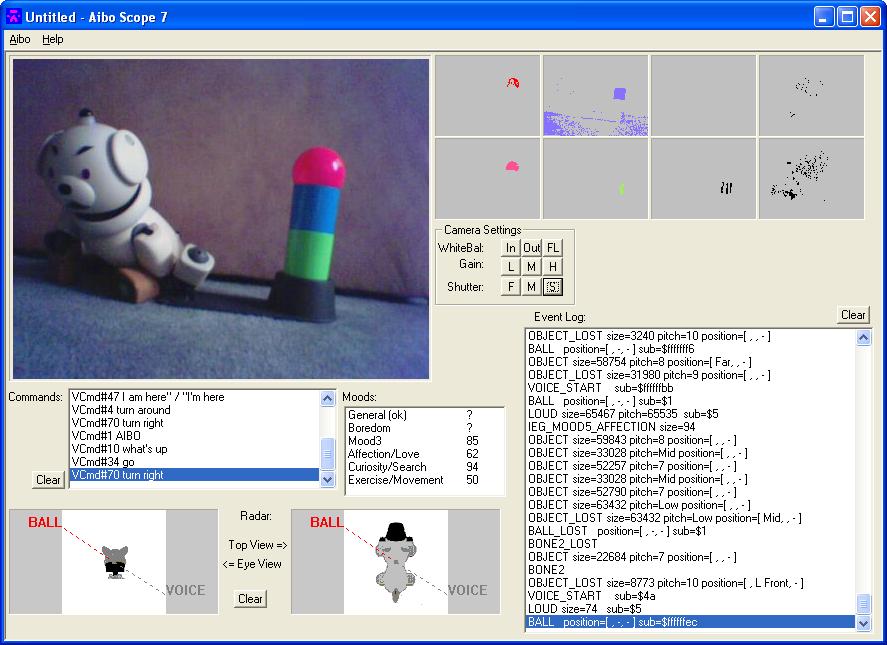 Untitled - Aibo Scope 7
Aibo Help
Camera Settings
WhiteBal: In Out FL
Gain: L M H
Shutter: F M S
Event Log: Clear
OBJECT_LOST size=3240 pitch=10 position=[ , , - ]
BALL position=[ , -, - ] sub=$fffffff6
OBJECT size=58754 pitch=8 position=[ Far, , - ]
OBJECT_LOST size=31980 pitch=9 position=[ , , - ]
VOICE_START sub=$ffffffbb
BALL position=[ , -, - ] sub=$1
LOUD size=65467 pitch=65535 sub=$5
IEG_MOOD5_AFFECTION size=94
OBJECT size=59843 pitch=8 position=[ , , - ]
OBJECT size=33028 pitch=Mid position=[ , , - ]
OBJECT size=52257 pitch=7 position=[ , , - ]
OBJECT size=33028 pitch=Mid position=[ , , - ]
OBJECT size=52790 pitch=7 position=[ , , - ]
OBJECT size=63432 pitch=Low position=[ , , - ]
OBJECT_LOST size=63432 pitch=Low position=[ Mid, , - ]
BALL_LOST position=[ , -, - ] sub=$1
BONE2_LOST
OBJECT size=22684 pitch=7 position=[ , , - ]
BONE2
OBJECT_LOST size=8773 pitch=10 position=[ , L Front, - ]
VOICE_START sub=$4a
LOUD size=74 sub=$5
BALL position=[ , -, - ] sub=$ffffffec
Commands:
VCmd#47 I am here" / "I'm here
VCmd#4 turn around
VCmd#70 turn right
VCmd#1 AIBO
VCmd#10 what's up
VCmd#34 go
VCmd#70 turn right
Clear
Moods:
General (ok) ?
Boredom ?
Mood3 85
Affection/Love 62
Curiosity/Search 94
Exercise/Movement 50
BALL
VOICE
Radar:
Top View =>
<= Eye View
Clear
BALL
VOICE